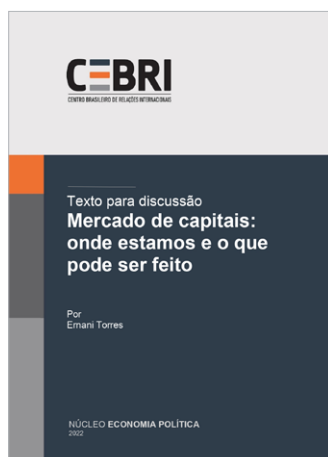 CEBRI
CENTRO BRASILEIRO DE RELAÇÕES INTERNACIONAIS
Texto para discussão
Mercado de capitais:
onde estamos e o que
pode ser feito
Por
Ernani Torres
NÚCLEO ECONOMIA POLÍTICA
2022